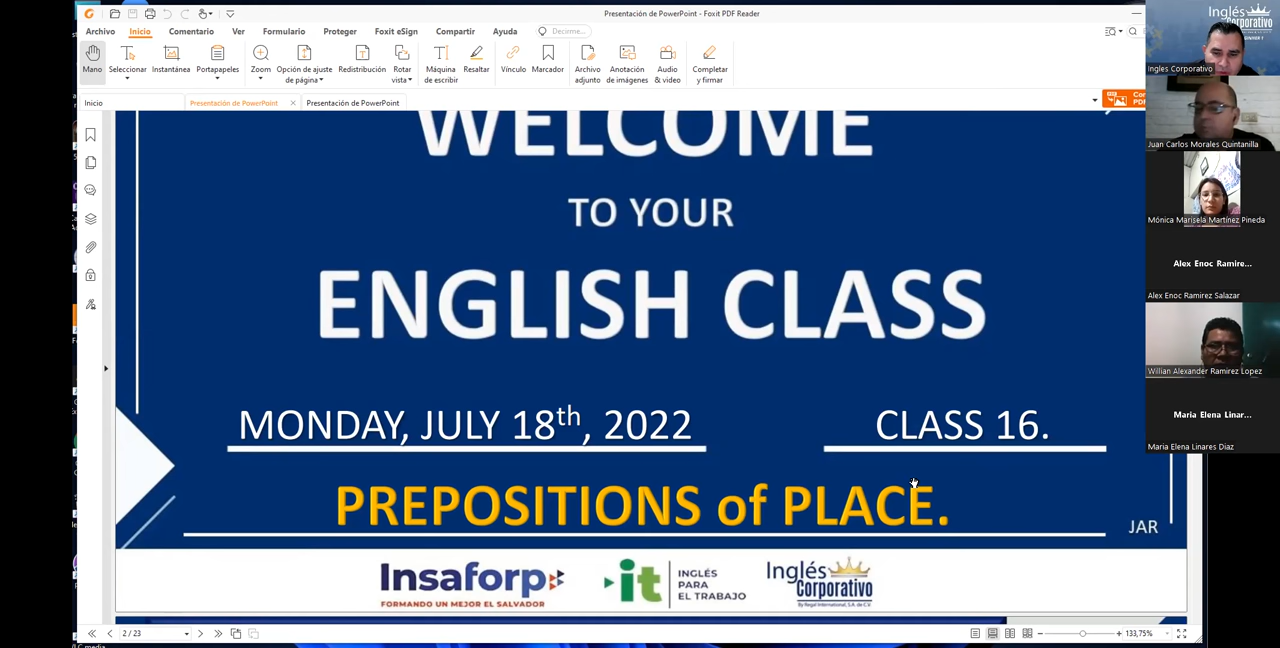 Presentación de PowerPoint - Foxit PDF Reader
Archivo Inicio Comentario Ver Formulario Proteger Foxit eSign Compartir Ayuda Decirme...
Mano Seleccionar Instantánea Portapapeles Zoom Opción de ajuste de página Redistribución Rotar vista Máquina de escribir Resaltar Vínculo Marcador Archivo adjunto Anotación de imágenes Audio & video Completar y firmar
Inicio Presentación de PowerPoint Presentación de PowerPoint
WELCOME
TO YOUR
ENGLISH CLASS
MONDAY, JULY 18th, 2022 CLASS 16.
PREPOSITIONS of PLACE.
JAR
Insaforp
FORMANDO UN MEJOR EL SALVADOR
it INGLÉS PARA EL TRABAJO
Inglés Corporativo
By Regal International, S.A. de C.V
2 / 23
133,75%
Inglés Corporativo
Inglés Corporativo
Juan Carlos Morales Quintanilla
Mónica Marisela Martínez Pineda
Alex Enoc Ramire...
Alex Enoc Ramirez Salazar
Willian Alexander Ramirez Lopez
Maria Elena Linar...
Maria Elena Linares Diaz